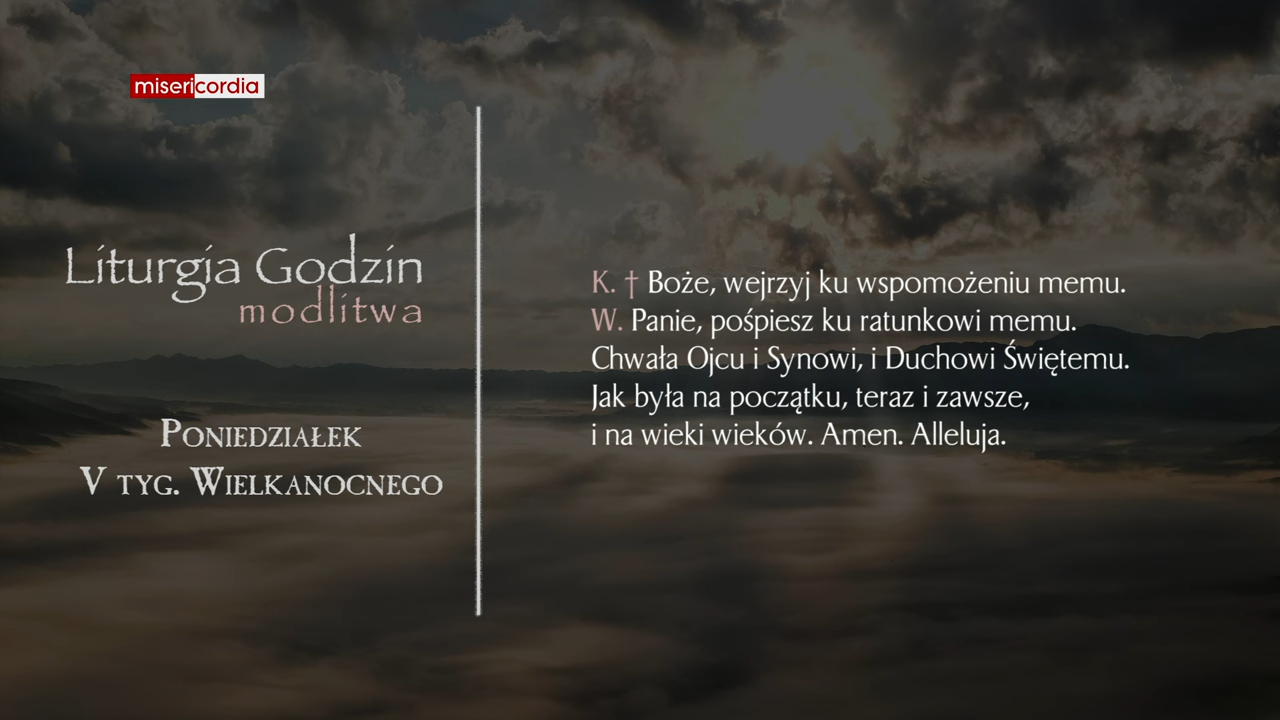 misericordia
Liturgia Godzin
modlitwa
Poniedziałek
V tyg. Wielkanocnego
K. † Boże, wejrzyj ku wspomożeniu memu.
W. Panie, pośpiesz ku ratunkowi memu.
Chwała Ojcu i Synowi, i Duchowi Świętemu.
Jak była na początku, teraz i zawsze,
i na wieki wieków. Amen. Alleluja.